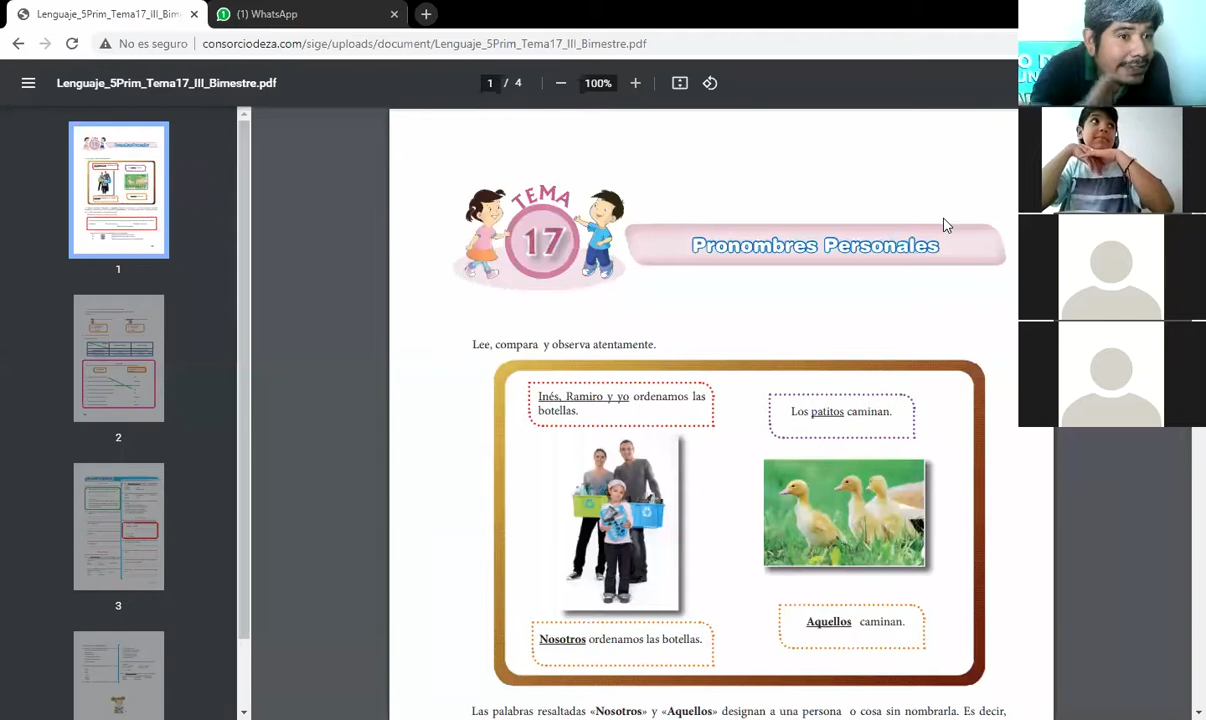 Lenguaje_5Prim_Tema17_III_Bim
(1) WhatsApp
No es seguro
consorciodeza.com/sige/uploads/document/Lenguaje_5Prim_Tema17_III_Bimestre.pdf
Lenguaje_5Prim_Tema17_III_Bimestre.pdf
1 / 4
100%
TEMA
17
Pronombres Personales
Lee, compara y observa atentamente.
Inés, Ramiro y yo ordenamos las
botellas.
Los patitos caminan.
Nosotros ordenamos las botellas.
Aquellos caminan.
Las palabras resaltadas «Nosotros» y «Aquellos» designan a una persona o cosa sin nombrarla. Es decir,
1
2
3